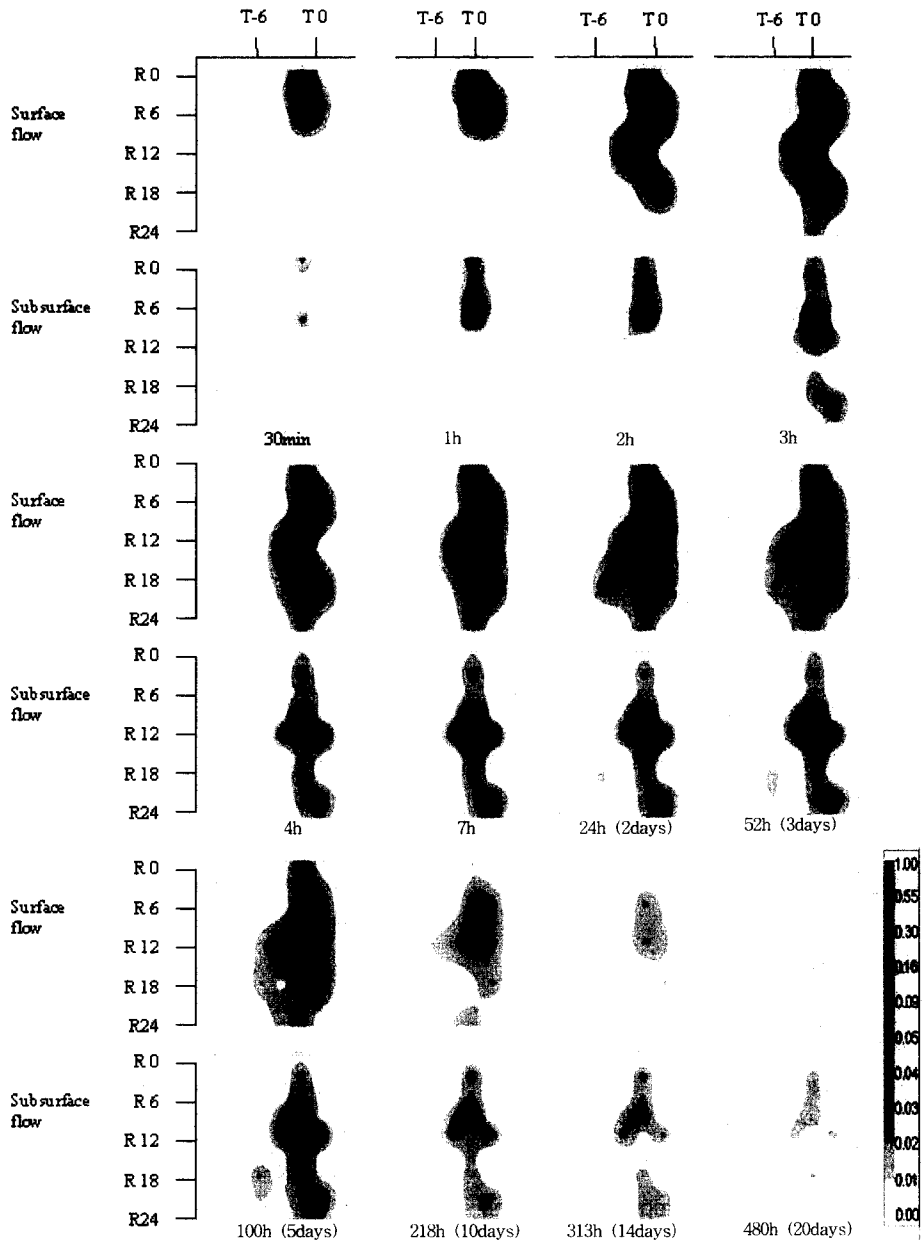 T-6 T0 T-6 T0 T-6 T0 T-6 T0
R0
Surface
flow
R6
R12
R18
R24
R0
Subsurface
flow
R6
R12
R18
R24
30min 1h 2h 3h
R0
Surface
flow
R6
R12
R18
R24
R0
Subsurface
flow
R6
R12
R18
R24
4h 7h 24h (2days) 52h (3days)
R0
Surface
flow
R6
R12
R18
R24
R0
Subsurface
flow
R6
R12
R18
R24
100h (5days) 218h (10days) 313h (14days) 480h (20days)
1.00
0.55
0.30
0.16
0.09
0.05
0.04
0.03
0.02
0.01
0.00